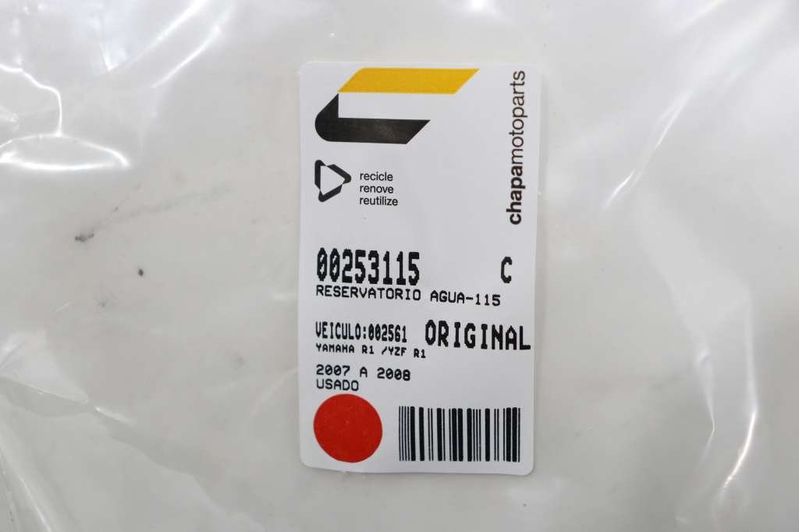 chapamotoparts
recicle
renove
reutilize
00253115 C
RESERVATORIO AGUA-115
VEICULO:002561 ORIGINAL
YAMAHA R1 /YZF R1
2007 A 2008
USADO